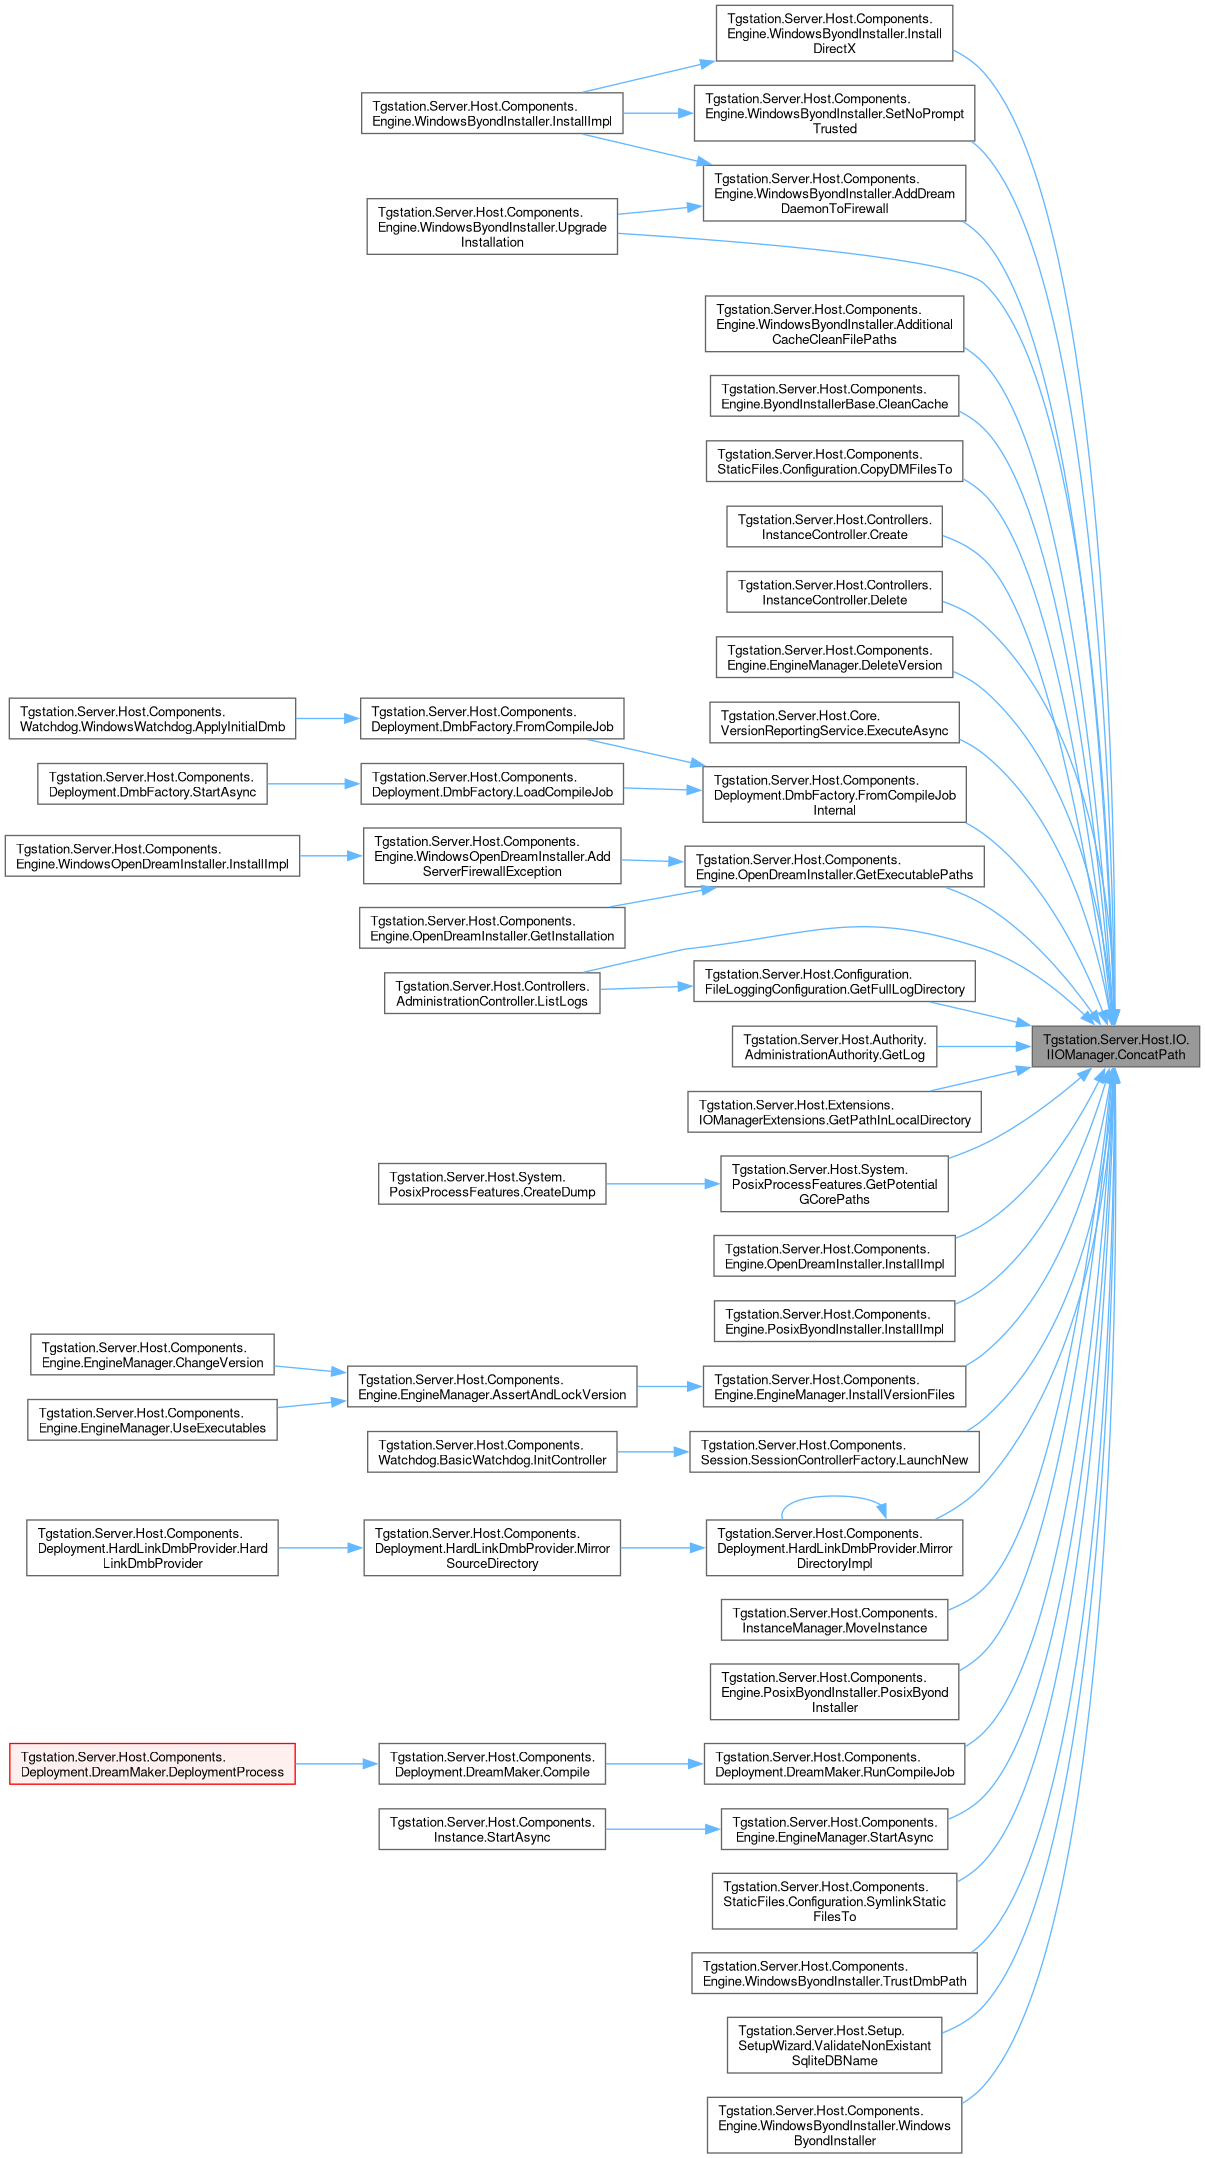 Tgstation.Server.Host.Components.
Engine.WindowsByondInstaller.Install
DirectX
Tgstation.Server.Host.Components.
Engine.WindowsByondInstaller.InstallImpl
Tgstation.Server.Host.Components.
Engine.WindowsByondInstaller.SetNoPrompt
Trusted
Tgstation.Server.Host.Components.
Engine.WindowsByondInstaller.AddDream
DaemonToFirewall
Tgstation.Server.Host.Components.
Engine.WindowsByondInstaller.Upgrade
Installation
Tgstation.Server.Host.Components.
Engine.WindowsByondInstaller.Additional
CacheCleanFilePaths
Tgstation.Server.Host.Components.
Engine.ByondInstallerBase.CleanCache
Tgstation.Server.Host.Components.
StaticFiles.Configuration.CopyDMFilesTo
Tgstation.Server.Host.Controllers.
InstanceController.Create
Tgstation.Server.Host.Controllers.
InstanceController.Delete
Tgstation.Server.Host.Components.
Engine.EngineManager.DeleteVersion
Tgstation.Server.Host.Components.
Watchdog.WindowsWatchdog.ApplyInitialDmb
Tgstation.Server.Host.Components.
Deployment.DmbFactory.FromCompileJob
Tgstation.Server.Host.Core.
VersionReportingService.ExecuteAsync
Tgstation.Server.Host.Components.
Deployment.DmbFactory.StartAsync
Tgstation.Server.Host.Components.
Deployment.DmbFactory.LoadCompileJob
Tgstation.Server.Host.Components.
Deployment.DmbFactory.FromCompileJob
Internal
Tgstation.Server.Host.Components.
Engine.WindowsOpenDreamInstaller.InstallImpl
Tgstation.Server.Host.Components.
Engine.WindowsOpenDreamInstaller.Add
ServerFirewallException
Tgstation.Server.Host.Components.
Engine.OpenDreamInstaller.GetExecutablePaths
Tgstation.Server.Host.Components.
Engine.OpenDreamInstaller.GetInstallation
Tgstation.Server.Host.Controllers.
AdministrationController.ListLogs
Tgstation.Server.Host.Configuration.
FileLoggingConfiguration.GetFullLogDirectory
Tgstation.Server.Host.Authority.
AdministrationAuthority.GetLog
Tgstation.Server.Host.IO.
IIOManager.ConcatPath
Tgstation.Server.Host.Extensions.
IOManagerExtensions.GetPathInLocalDirectory
Tgstation.Server.Host.System.
PosixProcessFeatures.CreateDump
Tgstation.Server.Host.System.
PosixProcessFeatures.GetPotential
GCorePaths
Tgstation.Server.Host.Components.
Engine.OpenDreamInstaller.InstallImpl
Tgstation.Server.Host.Components.
Engine.PosixByondInstaller.InstallImpl
Tgstation.Server.Host.Components.
Engine.EngineManager.ChangeVersion
Tgstation.Server.Host.Components.
Engine.EngineManager.AssertAndLockVersion
Tgstation.Server.Host.Components.
Engine.EngineManager.InstallVersionFiles
Tgstation.Server.Host.Components.
Engine.EngineManager.UseExecutables
Tgstation.Server.Host.Components.
Watchdog.BasicWatchdog.InitController
Tgstation.Server.Host.Components.
Session.SessionControllerFactory.LaunchNew
Tgstation.Server.Host.Components.
Deployment.HardLinkDmbProvider.Hard
LinkDmbProvider
Tgstation.Server.Host.Components.
Deployment.HardLinkDmbProvider.Mirror
SourceDirectory
Tgstation.Server.Host.Components.
Deployment.HardLinkDmbProvider.Mirror
DirectoryImpl
Tgstation.Server.Host.Components.
InstanceManager.MoveInstance
Tgstation.Server.Host.Components.
Engine.PosixByondInstaller.PosixByond
Installer
Tgstation.Server.Host.Components.
Deployment.DreamMaker.DeploymentProcess
Tgstation.Server.Host.Components.
Deployment.DreamMaker.Compile
Tgstation.Server.Host.Components.
Deployment.DreamMaker.RunCompileJob
Tgstation.Server.Host.Components.
Instance.StartAsync
Tgstation.Server.Host.Components.
Engine.EngineManager.StartAsync
Tgstation.Server.Host.Components.
StaticFiles.Configuration.SymlinkStatic
FilesTo
Tgstation.Server.Host.Components.
Engine.WindowsByondInstaller.TrustDmbPath
Tgstation.Server.Host.Setup.
SetupWizard.ValidateNonExistant
SqliteDBName
Tgstation.Server.Host.Components.
Engine.WindowsByondInstaller.Windows
ByondInstaller